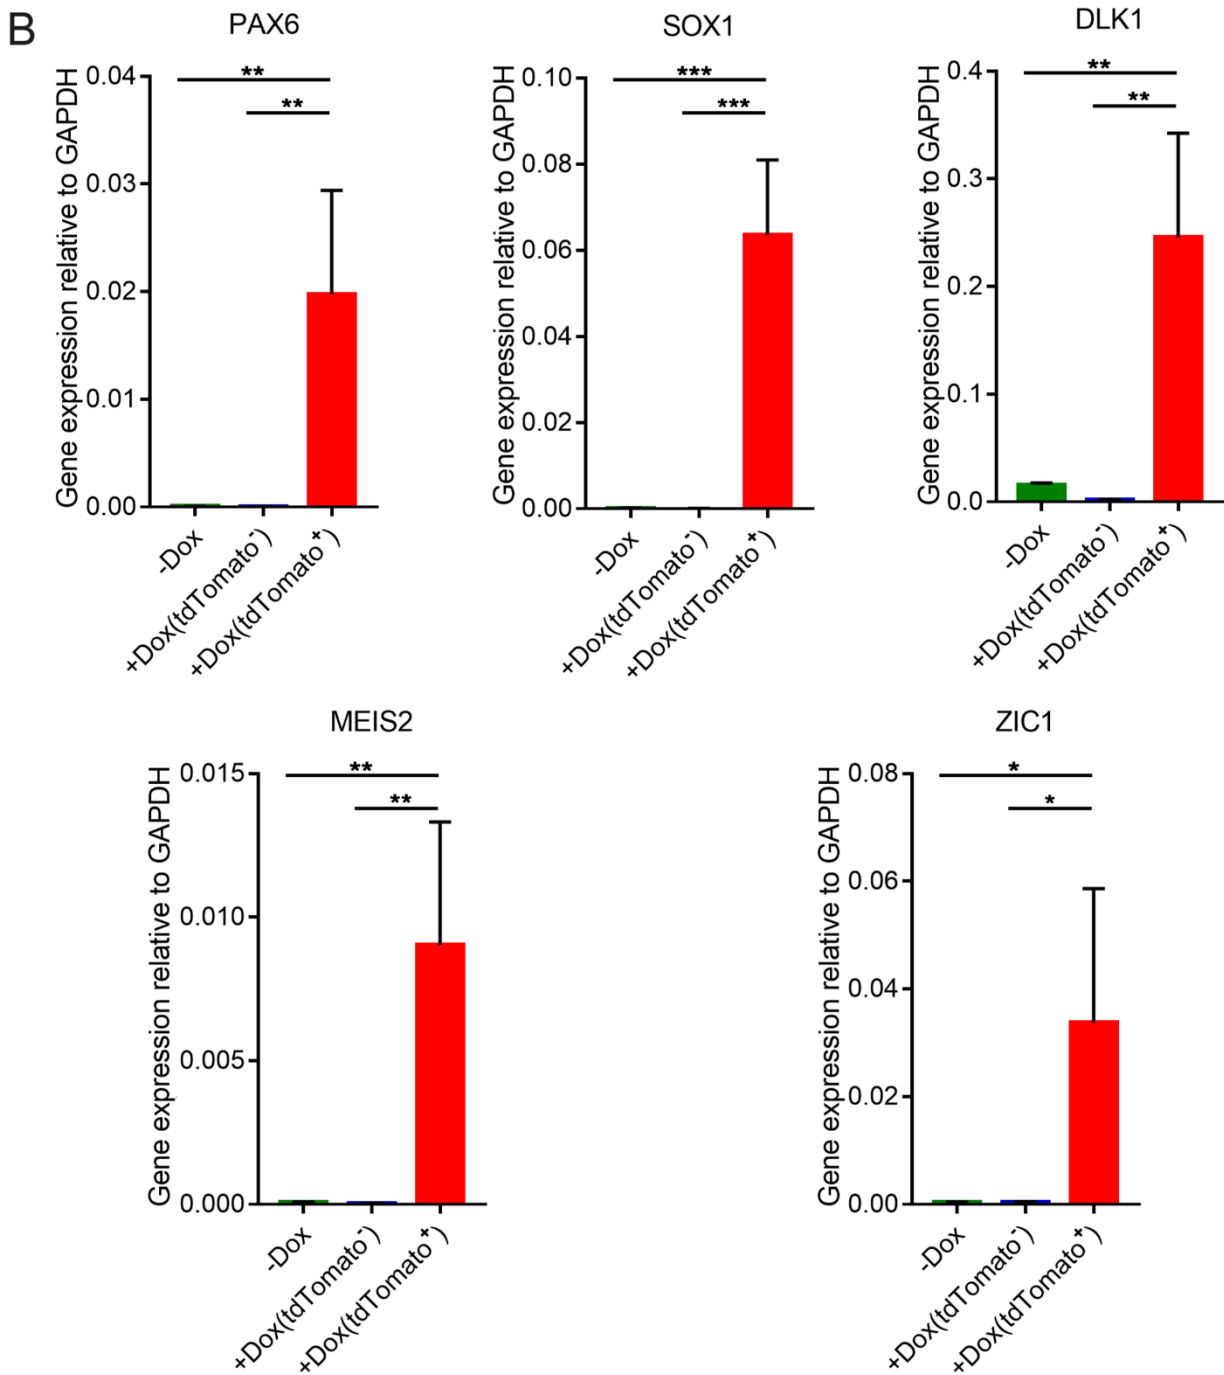 B
PAX6
Gene expression relative to GAPDH
0.04
0.03
0.02
0.01
0.00
**
**
-Dox
+Dox(tdTomato-)
+Dox(tdTomato+)
SOX1
Gene expression relative to GAPDH
0.10
0.08
0.06
0.04
0.02
0.00
***
***
-Dox
+Dox(tdTomato-)
+Dox(tdTomato+)
DLK1
Gene expression relative to GAPDH
0.4
0.3
0.2
0.1
0.0
**
**
-Dox
+Dox(tdTomato-)
+Dox(tdTomato+)
MEIS2
Gene expression relative to GAPDH
0.015
0.010
0.005
0.000
**
**
-Dox
+Dox(tdTomato-)
+Dox(tdTomato+)
ZIC1
Gene expression relative to GAPDH
0.08
0.06
0.04
0.02
0.00
*
*
-Dox
+Dox(tdTomato-)
+Dox(tdTomato+)